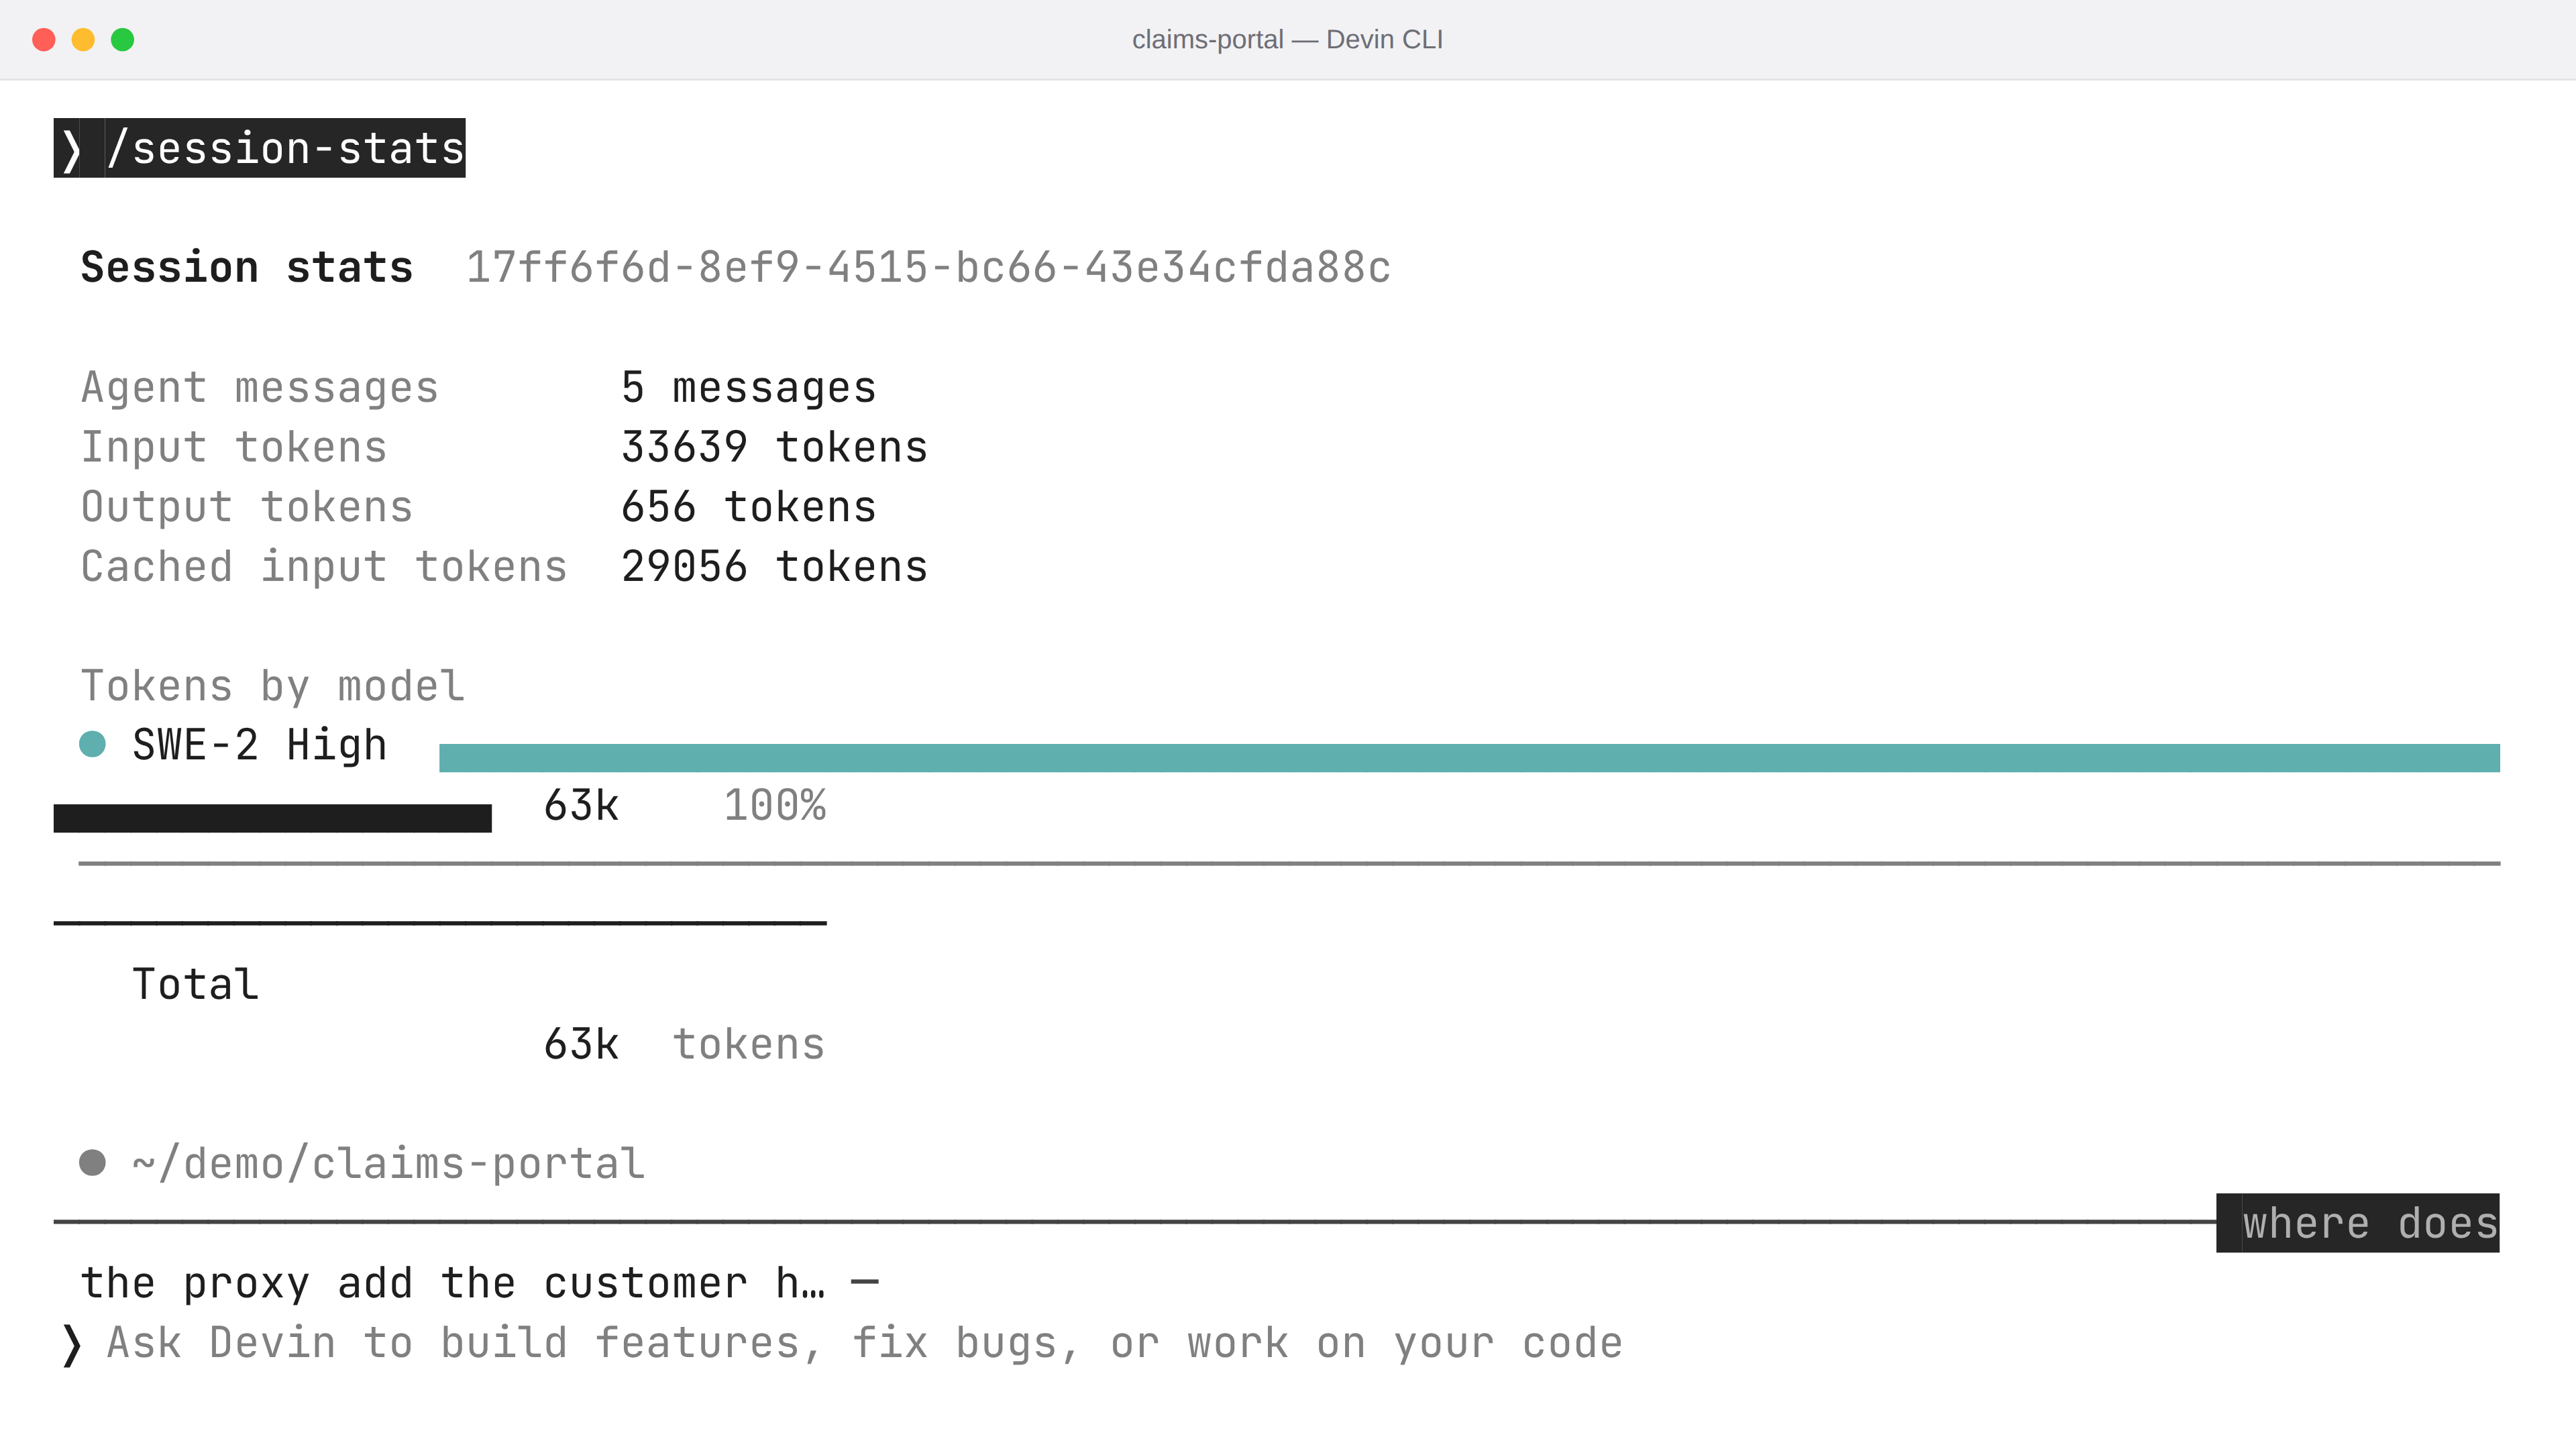 claims-portal — Devin CLI
❯ /session-stats
Session stats  17ff6f6d-8ef9-4515-bc66-43e34cfda88c
Agent messages  5 messages
Input tokens  33639 tokens
Output tokens  656 tokens
Cached input tokens  29056 tokens
Tokens by model
● SWE-2 High
63k  100%
Total
63k  tokens
● ~/demo/claims-portal
where does
the proxy add the customer h… ─
❯ Ask Devin to build features, fix bugs, or work on your code